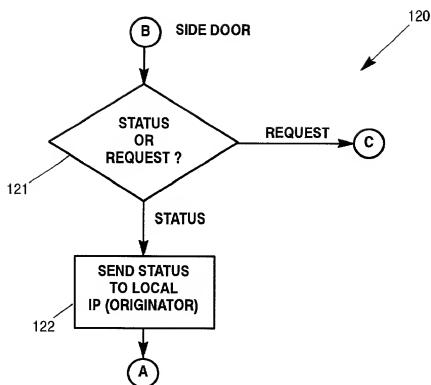 B SIDE DOOR
120
STATUS
OR
REQUEST ?
REQUEST
C
121
STATUS
SEND STATUS
TO LOCAL
IP (ORIGINATOR)
122
A